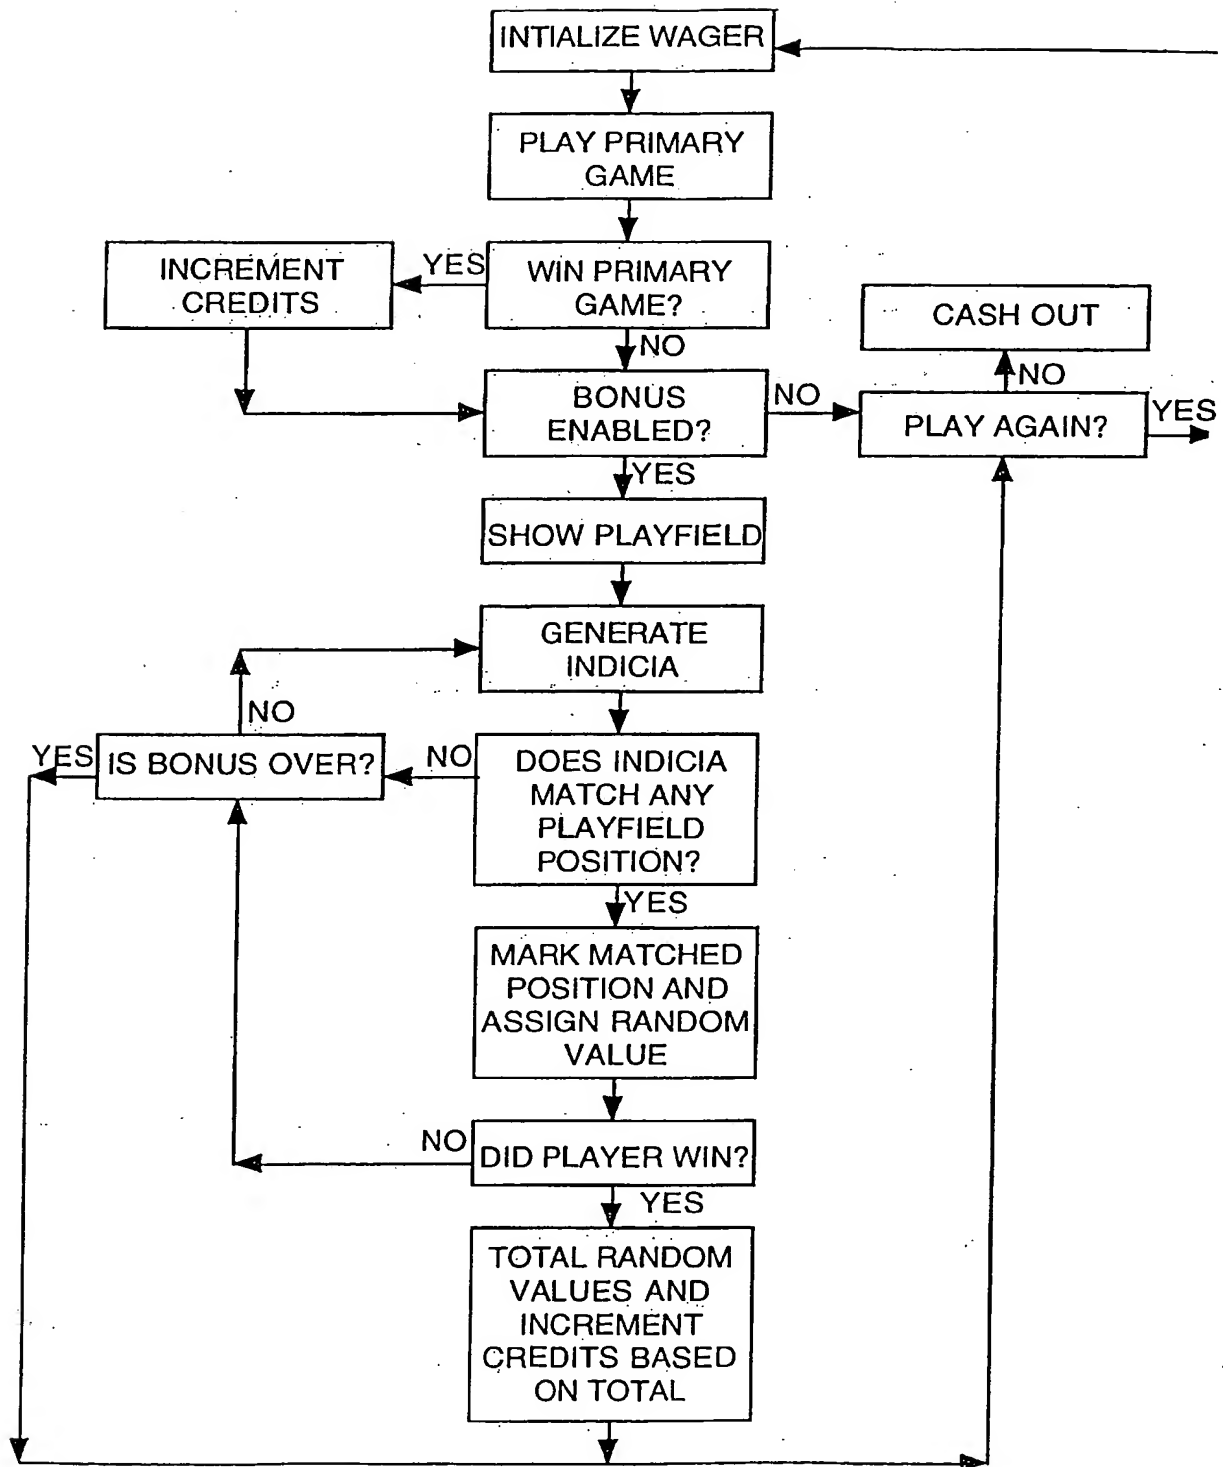 INTIALIZE WAGER
PLAY PRIMARY
GAME
WIN PRIMARY
GAME?
YES
INCREMENT
CREDITS
NO
CASH OUT
BONUS
ENABLED?
NO
PLAY AGAIN?
NO
YES
YES
SHOW PLAYFIELD
GENERATE
INDICIA
NO
YES
IS BONUS OVER?
NO
DOES INDICIA
MATCH ANY
PLAYFIELD
POSITION?
YES
MARK MATCHED
POSITION AND
ASSIGN RANDOM
VALUE
NO
DID PLAYER WIN?
YES
TOTAL RANDOM
VALUES AND
INCREMENT
CREDITS BASED
ON TOTAL